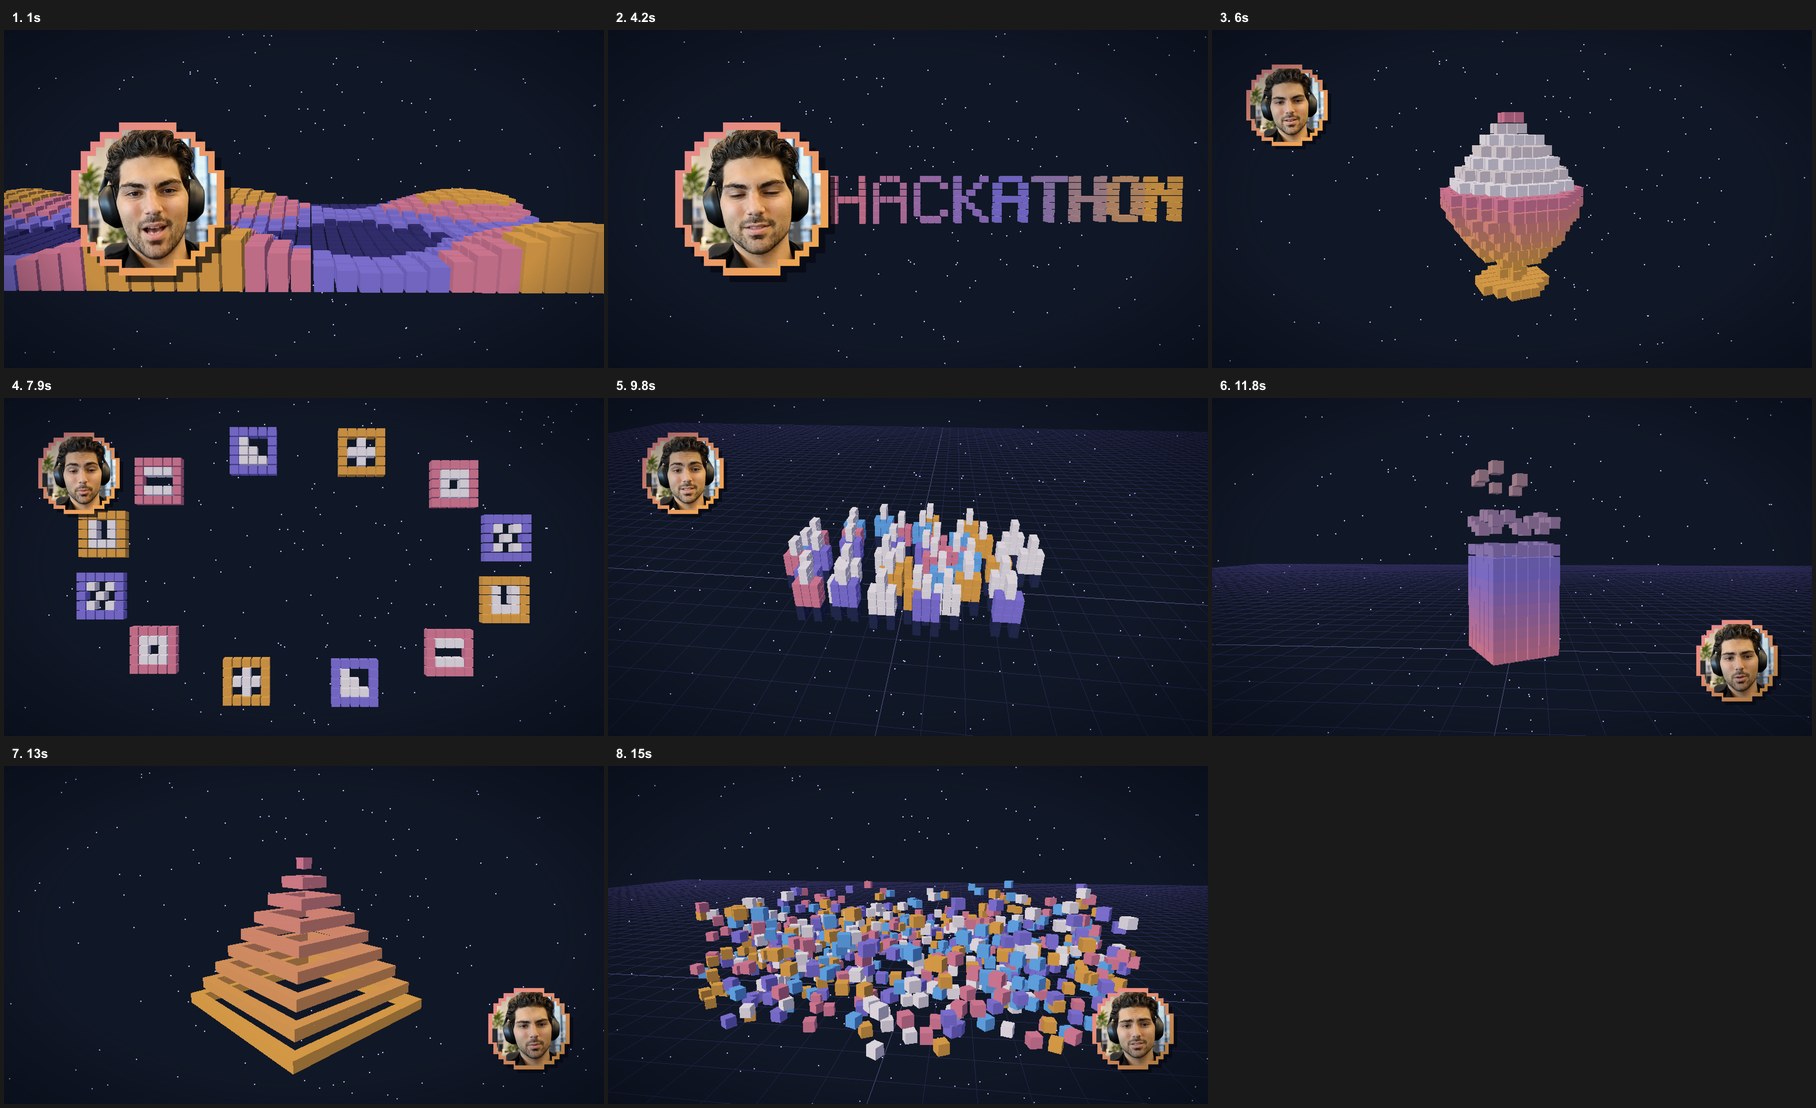 1. 1s
2. 4.2s
3. 6s
HACKATHON
4. 7.9s
5. 9.8s
6. 11.8s
7. 13s
8. 15s